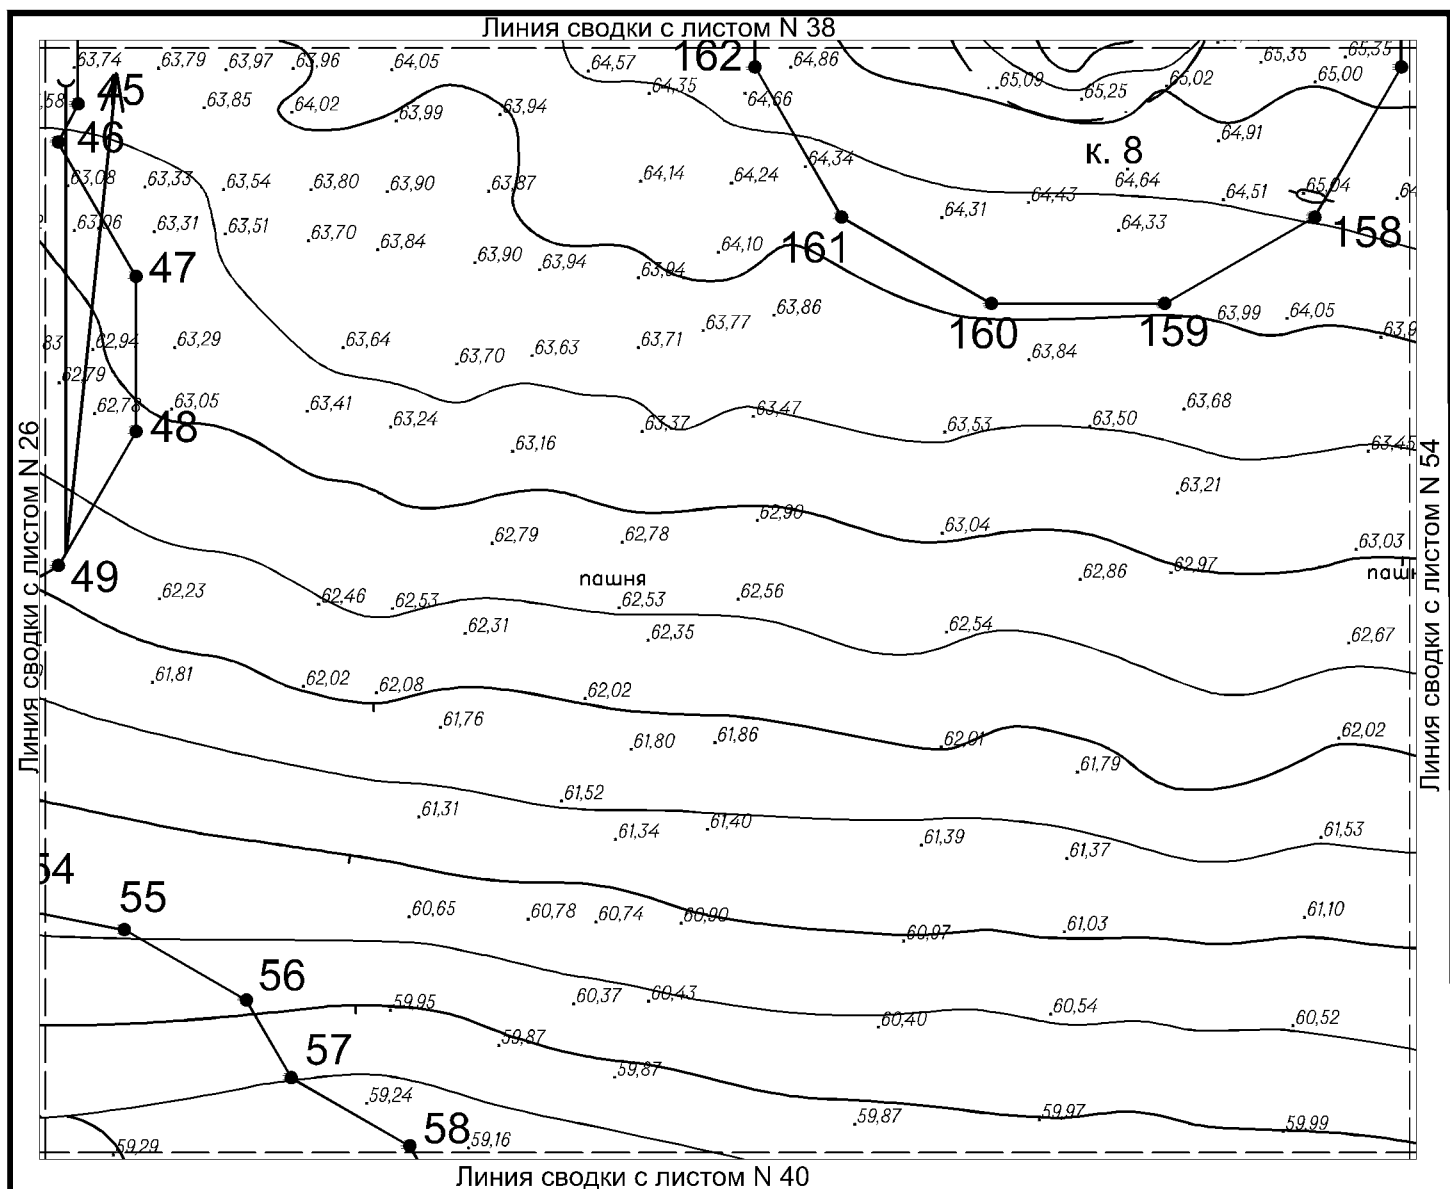 Линия сводки с листом N 38
63,74 63,79 63,97 63,96 64,05 64,57 162 64,86 65,35 65,35
45 63,85 64,02 63,99 63,94 64,35 64,66 65,09 65,25 65,02 65,00
46 64,34 к. 8 64,91
63,08 63,33 63,54 63,80 63,90 63,87 64,14 64,24 64,43 64,64 64,51 65,04
63,06 63,31 63,51 63,70 63,84 64,10 161 64,31 64,33 158
47 63,90 63,94 63,94
63,86 63,77 160 159 63,99 64,05
62,94 63,29 63,64 63,70 63,63 63,71 63,84
62,79
62,78 63,05 63,41 63,24 63,37 63,47 63,53 63,50 63,68
48 63,16 63,45
63,21
62,79 62,78 62,90 63,04 63,03
49 62,86 62,97
пашня
62,23 62,46 62,53 62,53 62,56
62,31 62,35 62,54 62,67
61,81 62,02 62,08 62,02
61,76 61,80 61,86 62,01 61,79 62,02
61,31 61,52 61,34 61,40 61,39 61,37 61,53
54
55 60,65 60,78 60,74 60,90 60,97 61,03 61,10
56 59,95 60,37 60,43 60,40 60,54 60,52
57 59,87 59,87
59,24 59,87 59,97 59,99
59,29 58 59,16
Линия сводки с листом N 26
Линия сводки с листом N 54
Линия сводки с листом N 40